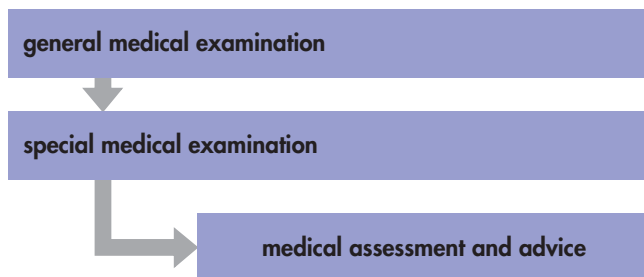 general medical examination
special medical examination
medical assessment and advice